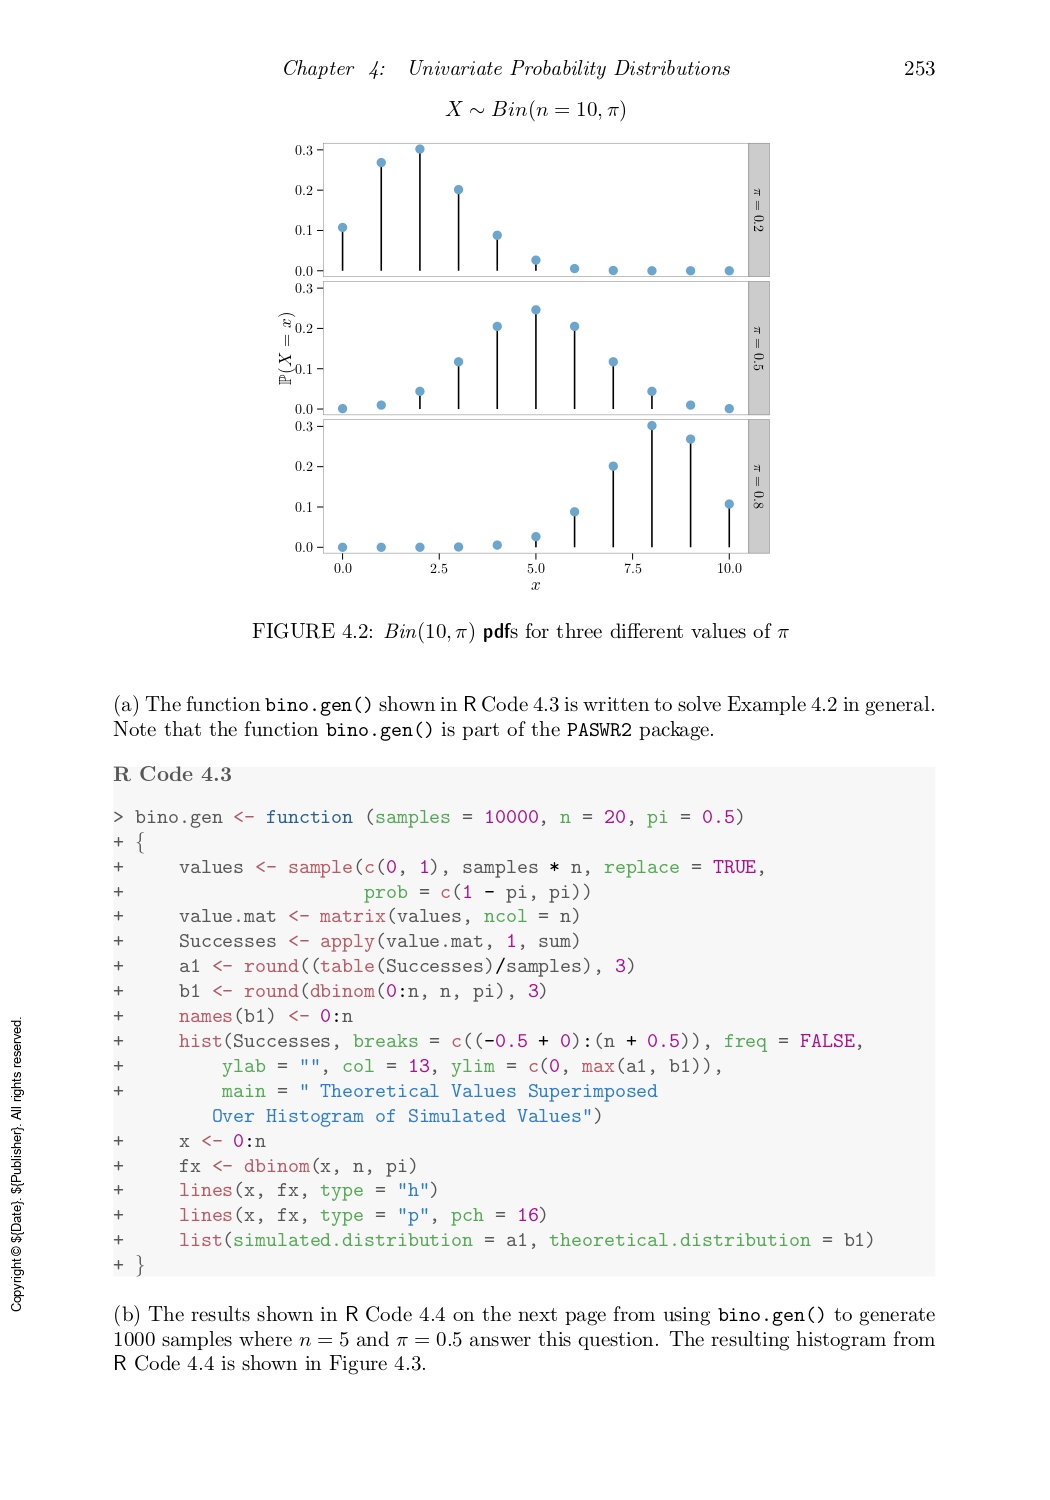 Chapter 4: Univariate Probability Distributions 253
X ∼ Bin(n = 10, π)
0.3
0.2
0.1
0.0
π = 0.2
0.3
0.2
0.1
0.0
π = 0.5
ℙ(X = x)
0.3
0.2
0.1
0.0
π = 0.8
0.0 2.5 5.0 7.5 10.0
x
FIGURE 4.2: Bin(10, π) pdfs for three different values of π
(a) The function bino.gen() shown in R Code 4.3 is written to solve Example 4.2 in general.
Note that the function bino.gen() is part of the PASWR2 package.
R Code 4.3
> bino.gen <- function (samples = 10000, n = 20, pi = 0.5)
+ {
+     values <- sample(c(0, 1), samples * n, replace = TRUE,
+                      prob = c(1 - pi, pi))
+     value.mat <- matrix(values, ncol = n)
+     Successes <- apply(value.mat, 1, sum)
+     a1 <- round((table(Successes)/samples), 3)
+     b1 <- round(dbinom(0:n, n, pi), 3)
+     names(b1) <- 0:n
+     hist(Successes, breaks = c((-0.5 + 0):(n + 0.5)), freq = FALSE,
+         ylab = "", col = 13, ylim = c(0, max(a1, b1)),
+         main = " Theoretical Values Superimposed
Over Histogram of Simulated Values")
+     x <- 0:n
+     fx <- dbinom(x, n, pi)
+     lines(x, fx, type = "h")
+     lines(x, fx, type = "p", pch = 16)
+     list(simulated.distribution = a1, theoretical.distribution = b1)
+ }
(b) The results shown in R Code 4.4 on the next page from using bino.gen() to generate
1000 samples where n = 5 and π = 0.5 answer this question. The resulting histogram from
R Code 4.4 is shown in Figure 4.3.
Copyright © ${Date}. ${Publisher}. All rights reserved.